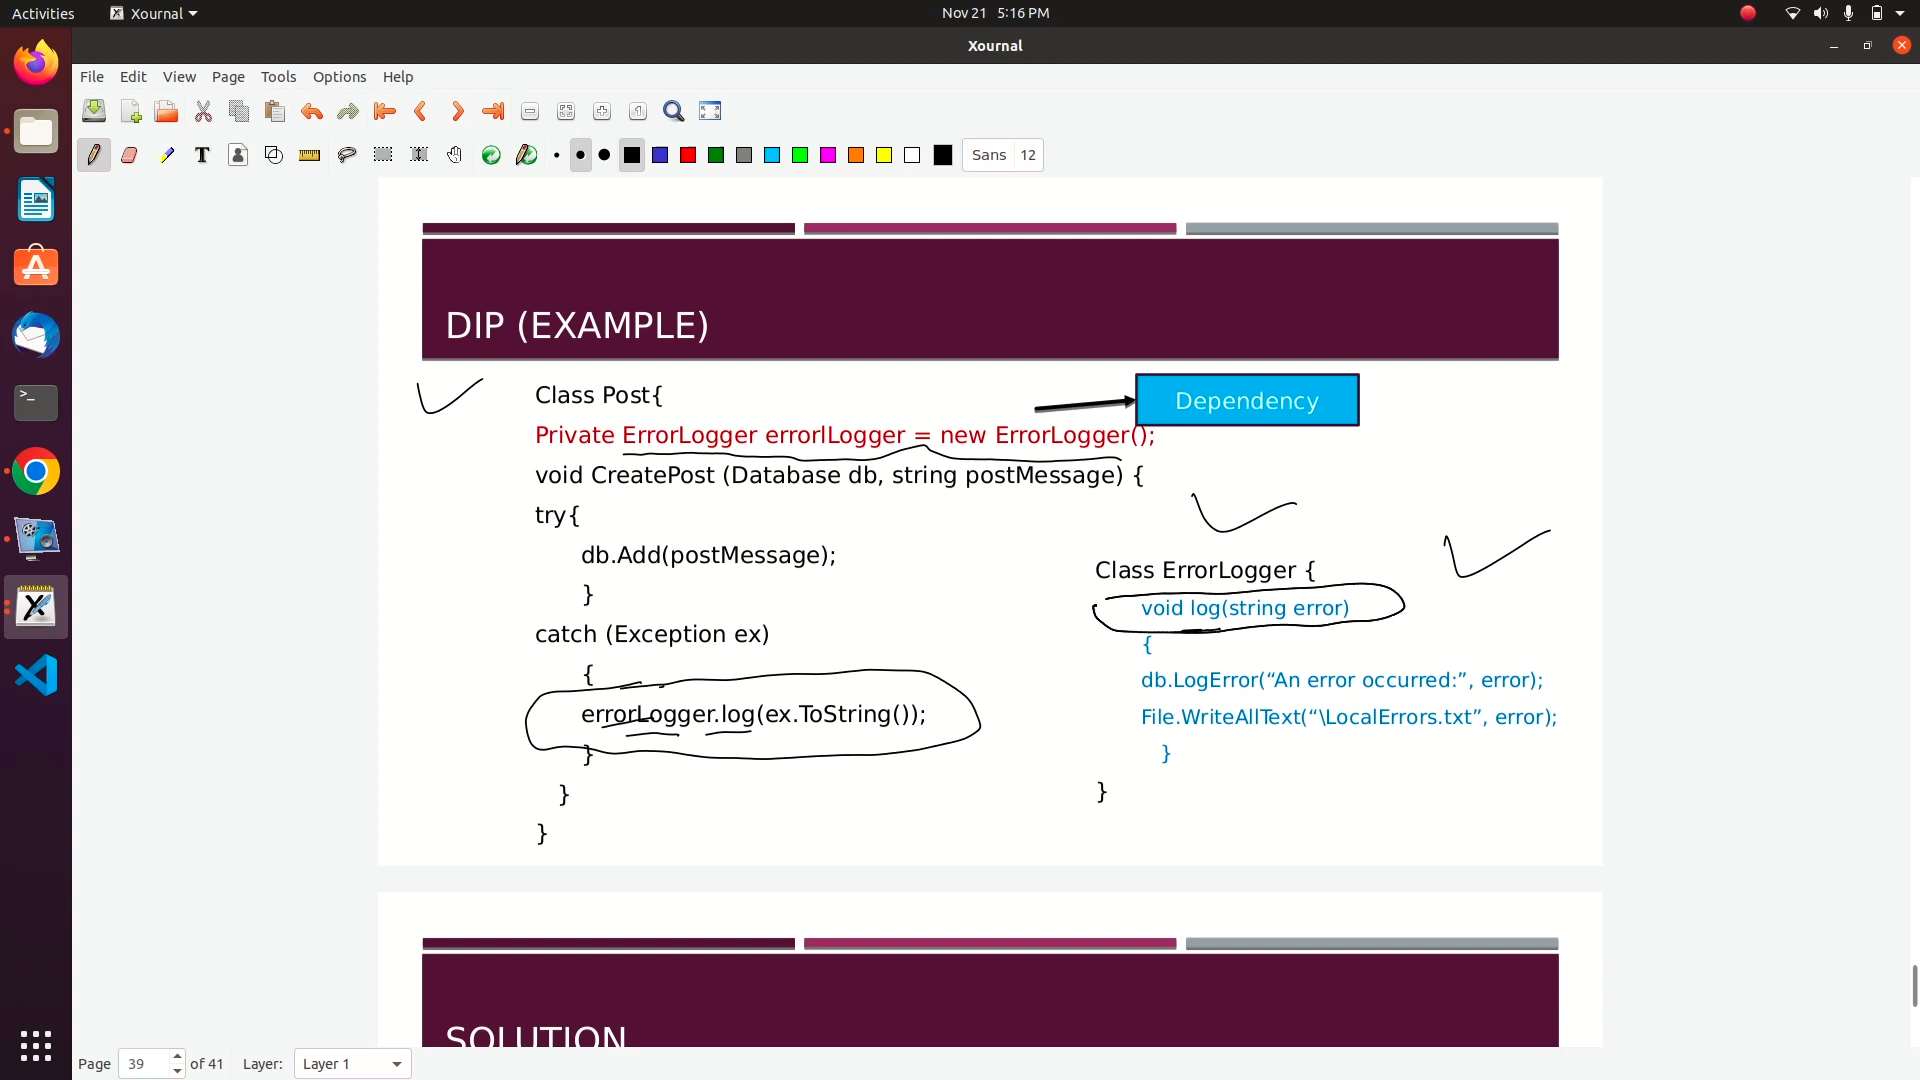 Activities
Xournal
Nov 21 5:16 PM
Xournal
File Edit View Page Tools Options Help
Sans 12
DIP (EXAMPLE)
Dependency
Class Post{
Private ErrorLogger errorlLogger = new ErrorLogger();
void CreatePost (Database db, string postMessage) {
try{
db.Add(postMessage);
}
catch (Exception ex)
{
errorLogger.log(ex.ToString());
}
}
}
Class ErrorLogger {
void log(string error)
{
db.LogError(“An error occurred:”, error);
File.WriteAllText(“\LocalErrors.txt”, error);
}
}
SOLUTION
Page 39 of 41 Layer: Layer 1